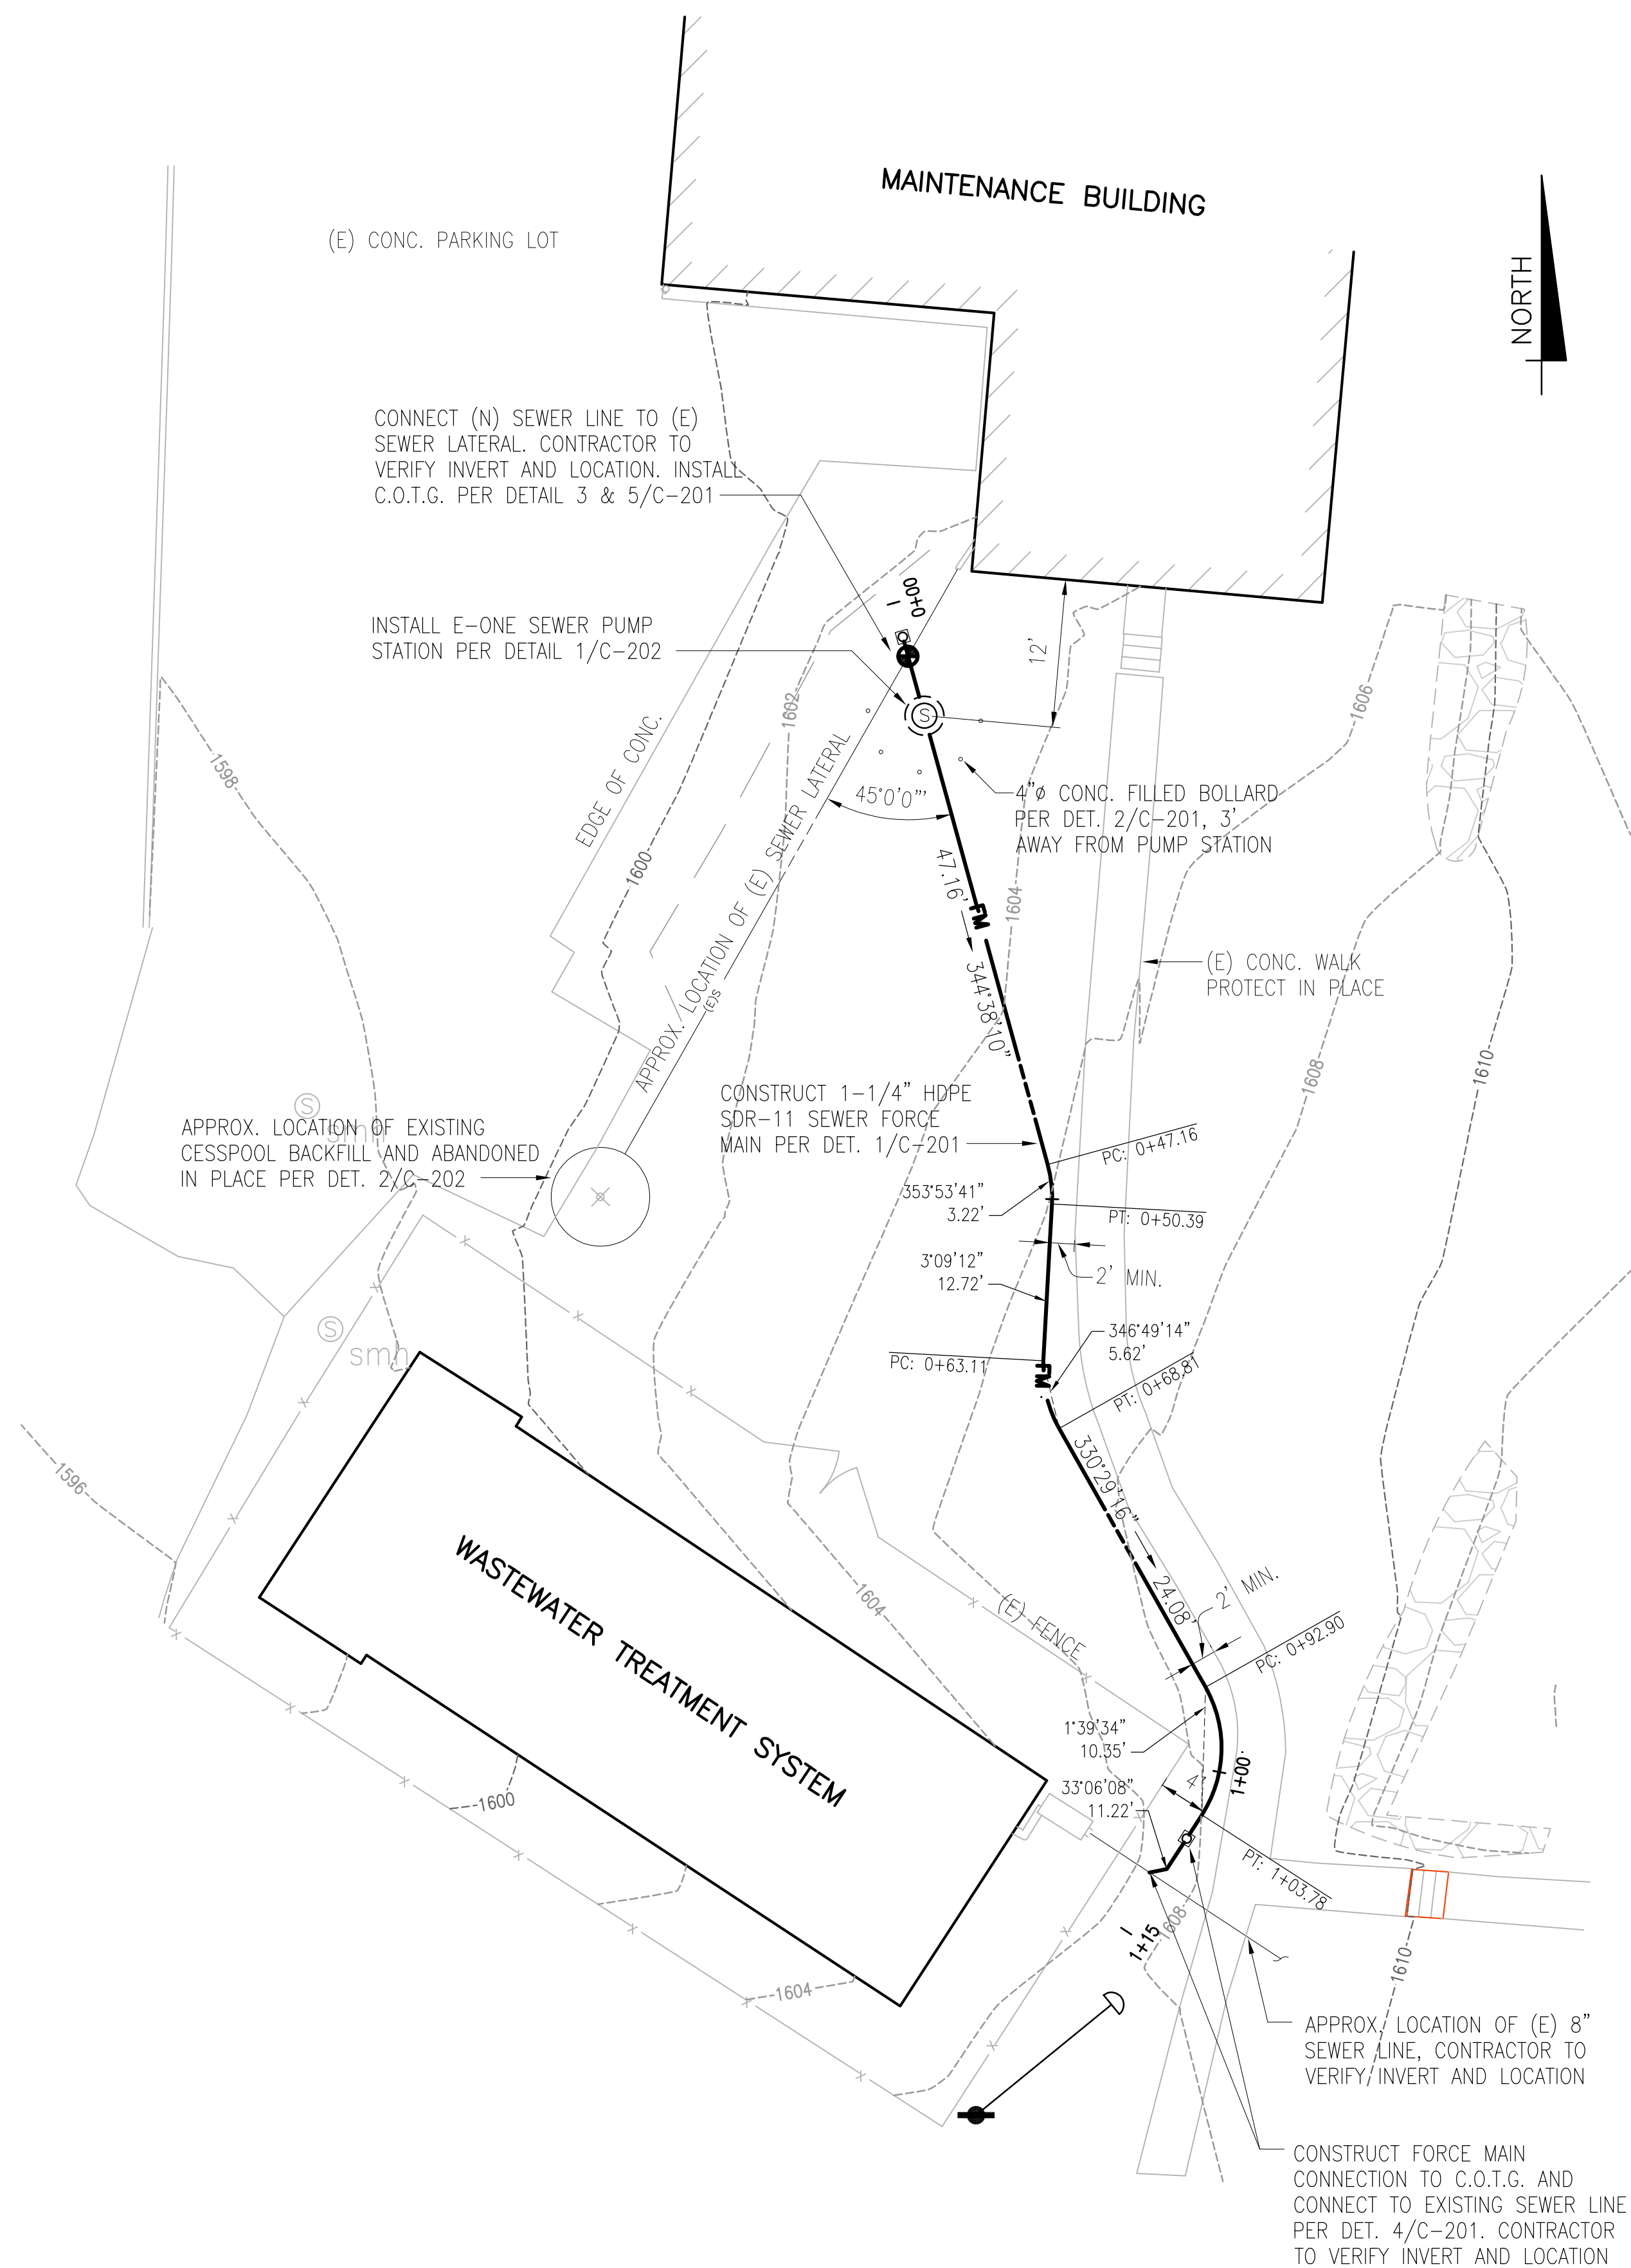 MAINTENANCE BUILDING
(E) CONC. PARKING LOT
NORTH
CONNECT (N) SEWER LINE TO (E)
SEWER LATERAL. CONTRACTOR TO
VERIFY INVERT AND LOCATION. INSTALL
C.O.T.G. PER DETAIL 3 & 5/C-201
0+00
INSTALL E-ONE SEWER PUMP
STATION PER DETAIL 1/C-202
12'
S
1602
1606
1598
EDGE OF CONC.
1600
APPROX. LOCATION OF (E) SEWER LATERAL
(E)S
45°0'0"
4"ø CONC. FILLED BOLLARD
PER DET. 2/C-201, 3'
AWAY FROM PUMP STATION
47.16'
FM
344°38'10"
1604
(E) CONC. WALK
PROTECT IN PLACE
1608
1610
S
smh
APPROX. LOCATION OF EXISTING
CESSPOOL BACKFILL AND ABANDONED
IN PLACE PER DET. 2/C-202
CONSTRUCT 1-1/4" HDPE
SDR-11 SEWER FORCE
MAIN PER DET. 1/C-201
PC: 0+47.16
353°53'41"
3.22'
PT: 0+50.39
3°09'12"
12.72'
2' MIN.
S
smh
346°49'14"
5.62'
PC: 0+63.11
FM
PT: 0+68.81
330°29'16"
24.08'
1596
WASTEWATER TREATMENT SYSTEM
1604
(E) FENCE
2' MIN.
PC: 0+92.90
1°39'34"
10.35'
4'
1+00
33°06'08"
11.22'
1600
PT: 1+03.78
1608
1+15
1610
1604
APPROX. LOCATION OF (E) 8"
SEWER LINE, CONTRACTOR TO
VERIFY INVERT AND LOCATION
CONSTRUCT FORCE MAIN
CONNECTION TO C.O.T.G. AND
CONNECT TO EXISTING SEWER LINE
PER DET. 4/C-201. CONTRACTOR
TO VERIFY INVERT AND LOCATION